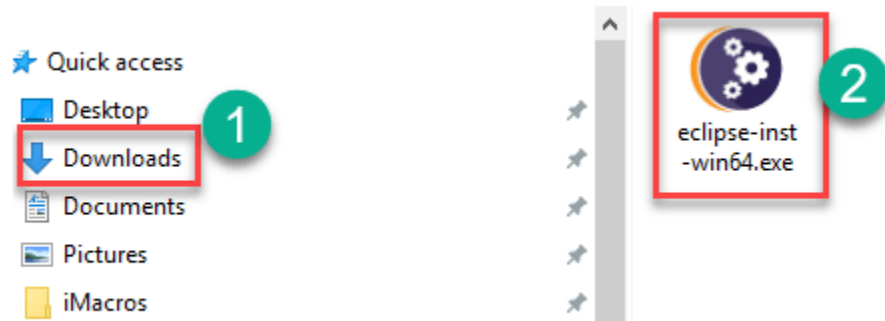 Quick access
Desktop
1
Downloads
Documents
Pictures
iMacros
2
eclipse-inst
-win64.exe